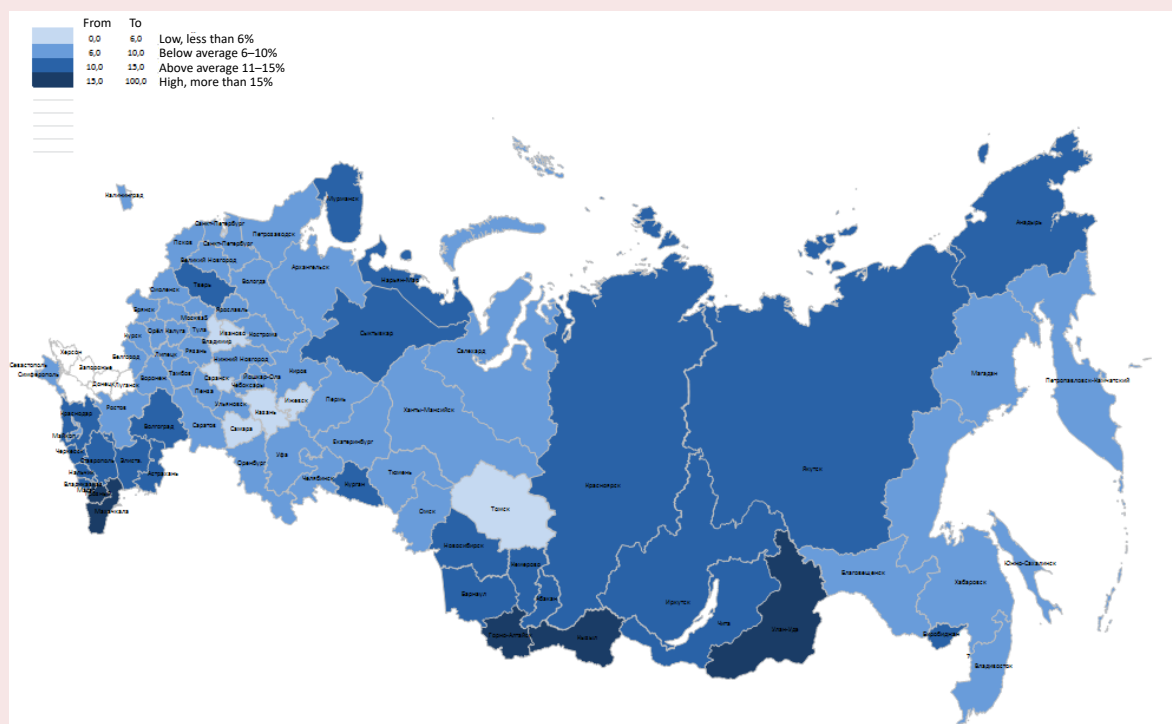 From To
0,0 6,0 Low, less than 6%
6,0 10,0 Below average 6–10%
10,0 15,0 Above average 11–15%
15,0 100,0 High, more than 15%
Калининград
Мурманск
Санкт-Петербург
Петрозаводск
Псков
Санкт-Петербург
Великий Новгород
Архангельск
Анадырь
Нарьян-Мар
Вологда
Тверь
Смоленск
Брянск
Ярославль
Москва
Сыктывкар
Орёл
Калуга
Тула
Иваново
Кострома
Курск
Владимир
Херсон
Белгород
Липецк
Рязань
Нижний Новгород
Салехард
Севастополь
Симферополь
Запорожье
Донецк
Луганск
Воронеж
Тамбов
Саранск
Йошкар-Ола
Киров
Чебоксары
Магадан
Петропавловск-Камчатский
Пенза
Ульяновск
Казань
Ижевск
Пермь
Ханты-Мансийск
Краснодар
Ростов
Волгоград
Саратов
Самара
Екатеринбург
Ставрополь
Элиста
Оренбург
Уфа
Нальчик
Астрахань
Челябинск
Курган
Тюмень
Якутск
Красноярск
Махачкала
Омск
Томск
Новосибирск
Кемерово
Барнаул
Абакан
Иркутск
Благовещенск
Хабаровск
Южно-Сахалинск
Горно-Алтайск
Кызыл
Чита
Улан-Удэ
Биробиджан
Владивосток